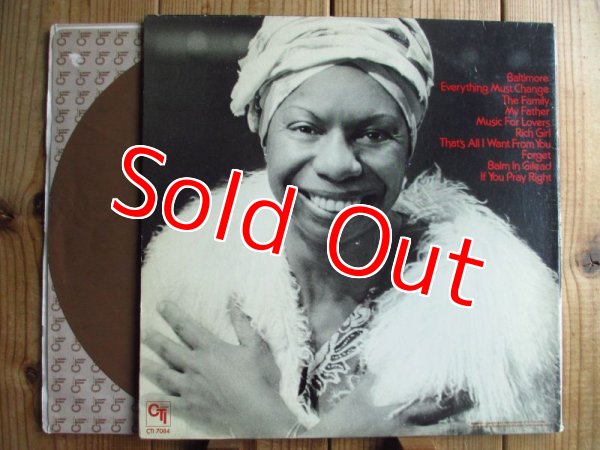 Baltimore
Everything Must Change
The Family
My Father
Music For Lovers
Rich Girl
That's All I Want From You
Forget
Balm In Gilead
If You Pray Right
Sold Out
CTI
CTI 7084